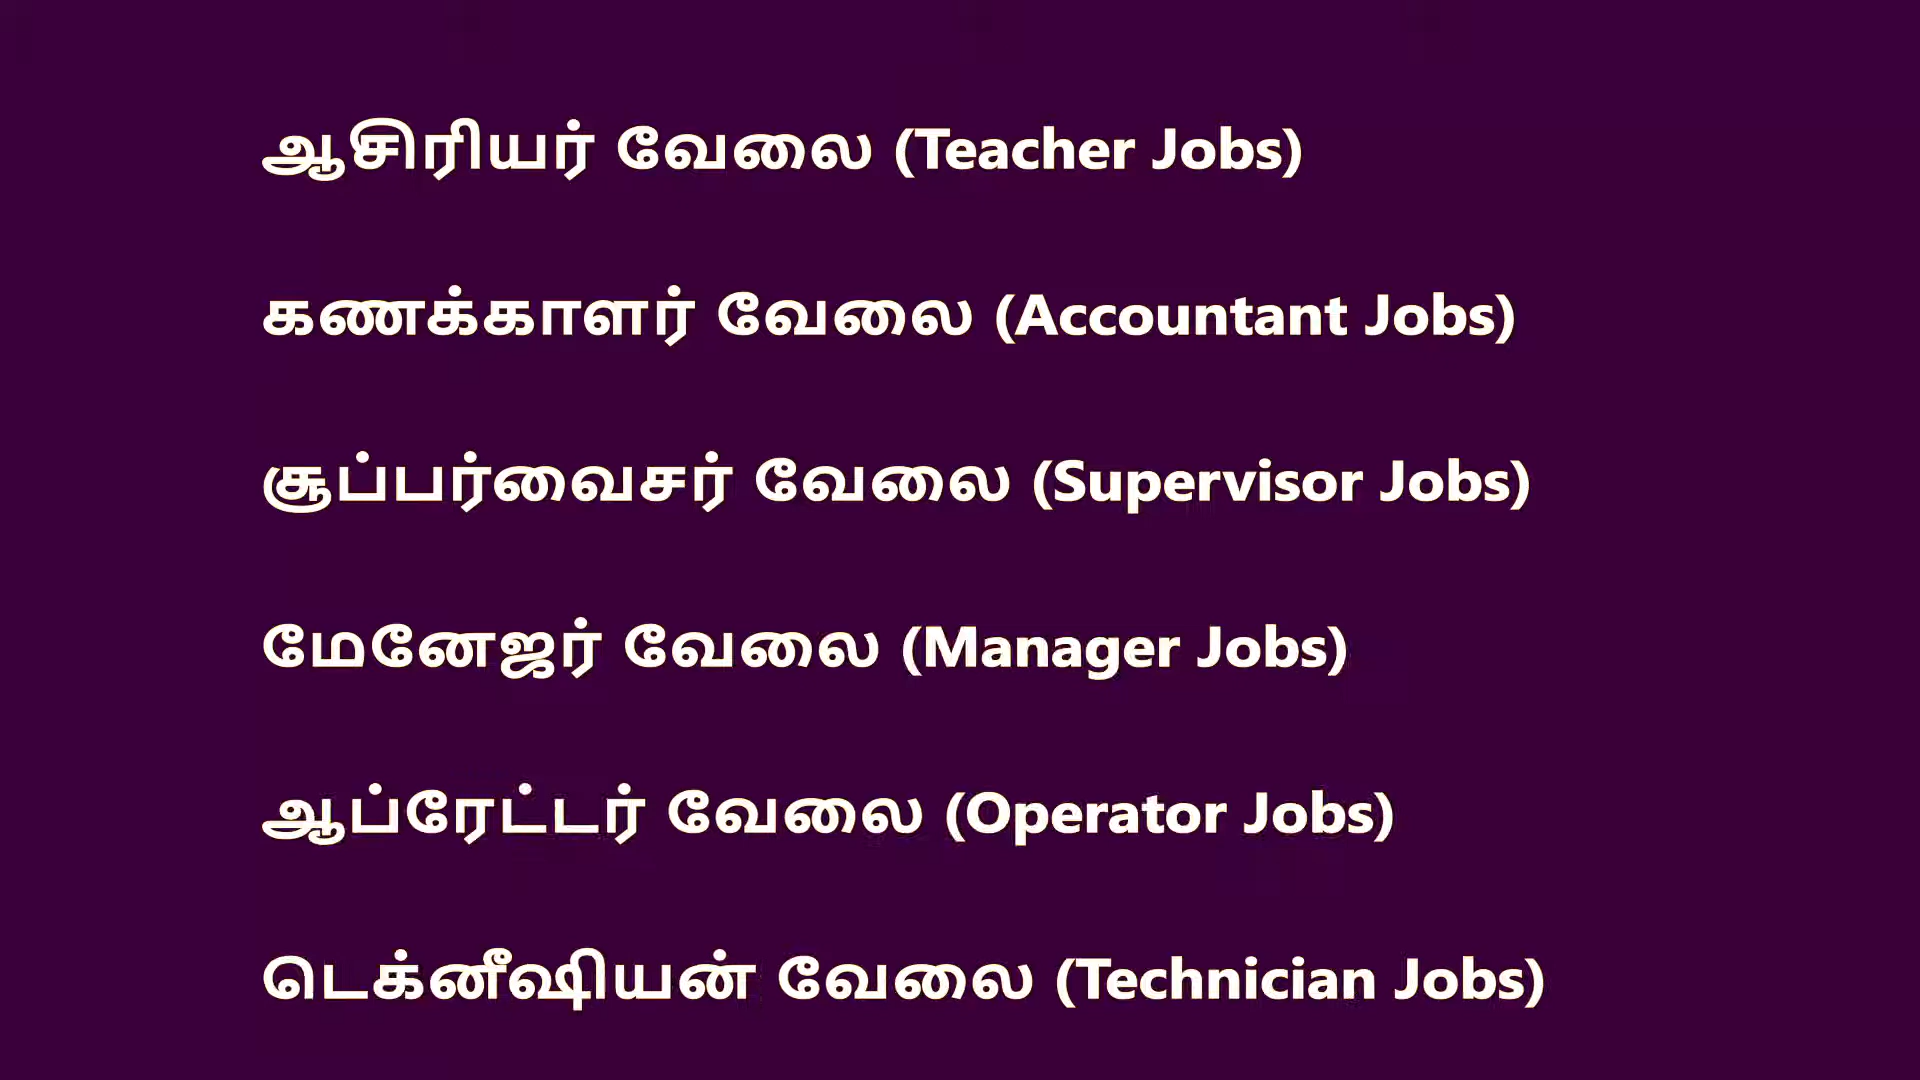 ஆசிரியர் வேலை (Teacher Jobs)
கணக்காளர் வேலை (Accountant Jobs)
சூப்பர்வைசர் வேலை (Supervisor Jobs)
மேனேஜர் வேலை (Manager Jobs)
ஆப்ரேட்டர் வேலை (Operator Jobs)
டெக்னீஷியன் வேலை (Technician Jobs)